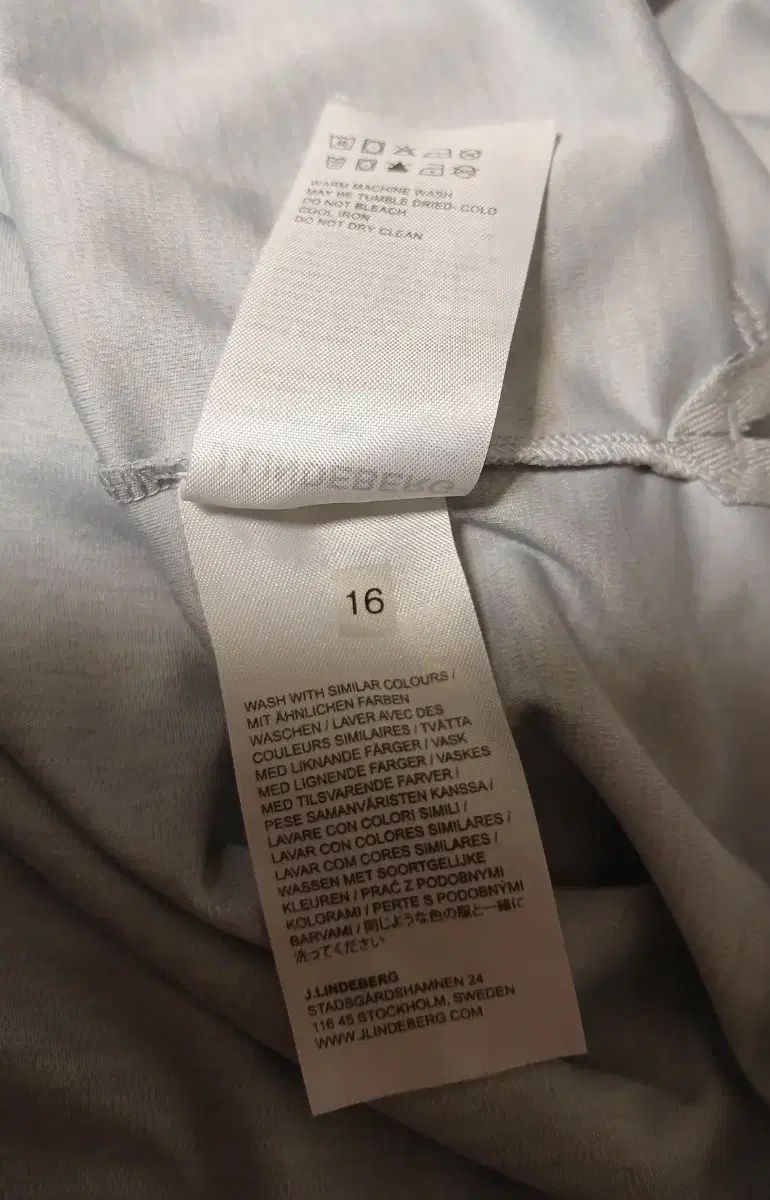 WARM MACHINE WASH
MAY BE TUMBLE DRIED- COLD
DO NOT BLEACH
COOL IRON
DO NOT DRY CLEAN
J.LINDEBERG
16
WASH WITH SIMILAR COLOURS /
MIT ÄHNLICHEN FARBEN
WASCHEN / LAVER AVEC DES
COULEURS SIMILAIRES / TVÄTTA
MED LIKNANDE FÄRGER / VASK
MED LIGNENDE FARGER / VASKES
MED TILSVARENDE FARVER /
PESE SAMANVÄRISTEN KANSSA /
LAVARE CON COLORI SIMILI /
LAVAR CON COLORES SIMILARES /
LAVAR COM CORES SIMILARES /
WASSEN MET SOORTGELIJKE
KLEUREN / PRAĆ Z PODOBNYMI
KOLORAMI / PERTE S PODOBNÝMI
BARVAMI / 同じような色の服と一緒に
洗ってください
J.LINDEBERG
STADSGÅRDSHAMNEN 24
116 45 STOCKHOLM, SWEDEN
WWW.JLINDEBERG.COM